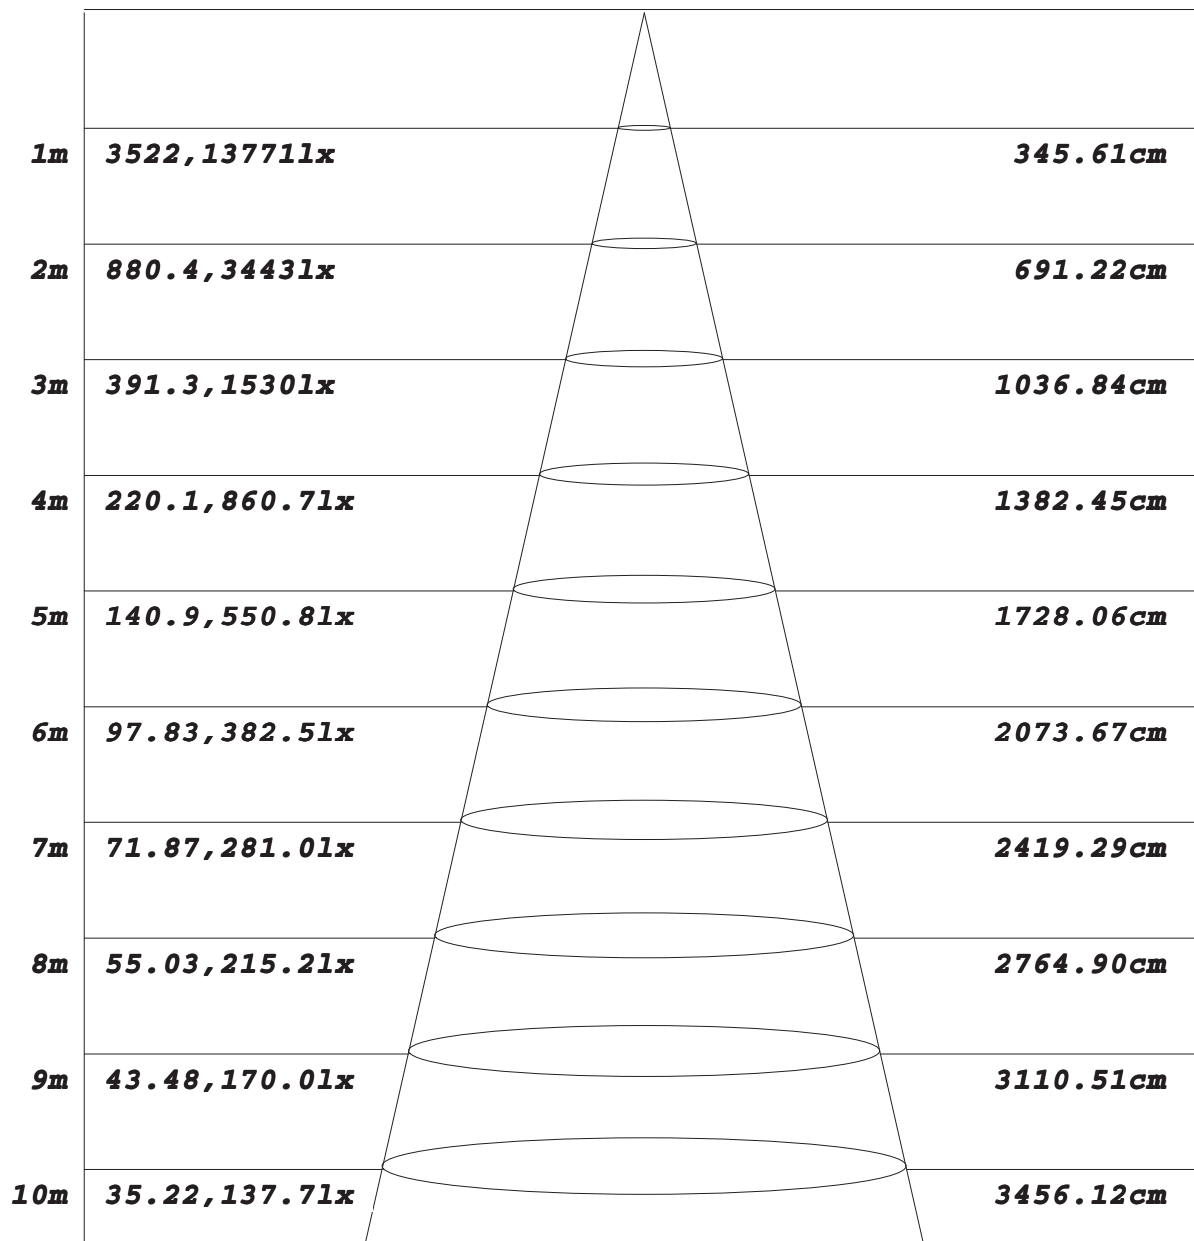 1m 3522,13771lx 345.61cm
2m 880.4,3443lx 691.22cm
3m 391.3,1530lx 1036.84cm
4m 220.1,860.7lx 1382.45cm
5m 140.9,550.8lx 1728.06cm
6m 97.83,382.5lx 2073.67cm
7m 71.87,281.0lx 2419.29cm
8m 55.03,215.2lx 2764.90cm
9m 43.48,170.0lx 3110.51cm
10m 35.22,137.7lx 3456.12cm